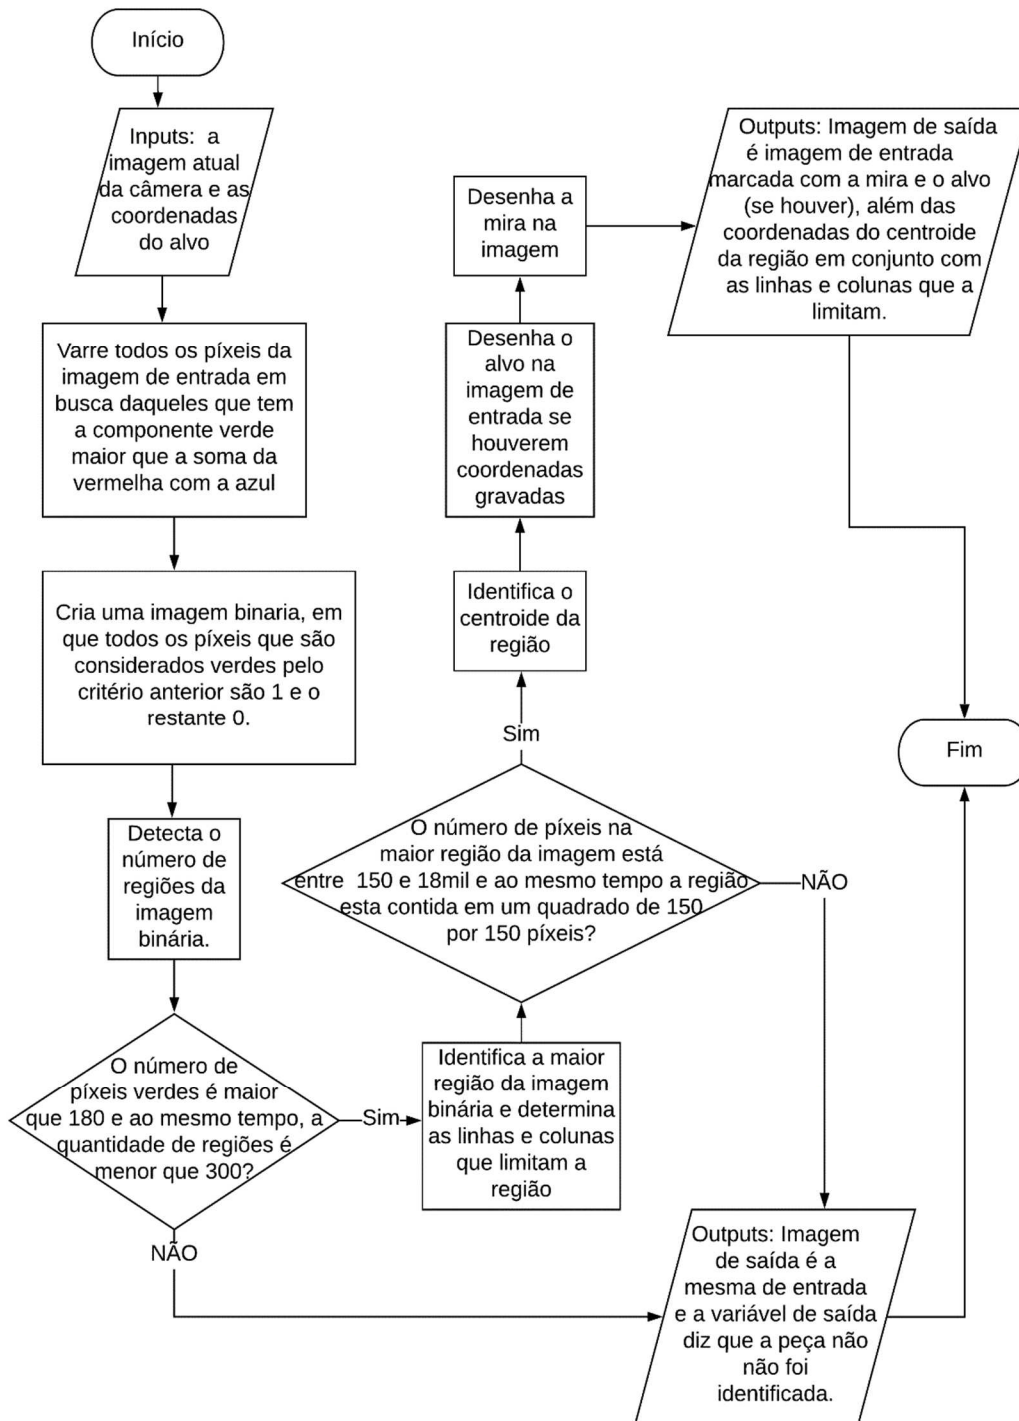 Início
Inputs: a
imagem atual
da câmera e as
coordenadas
do alvo
Varre todos os píxeis da
imagem de entrada em
busca daqueles que tem
a componente verde
maior que a soma da
vermelha com a azul
Cria uma imagem binaria, em
que todos os píxeis que são
considerados verdes pelo
critério anterior são 1 e o
restante 0.
Detecta o
número de
regiões da
imagem
binária.
O número de
píxeis verdes é maior
que 180 e ao mesmo tempo, a
quantidade de regiões é
menor que 300?
Sim
NÃO
Identifica a maior
região da imagem
binária e determina
as linhas e colunas
que limitam a
região
O número de píxeis na
maior região da imagem está
entre 150 e 18mil e ao mesmo tempo a região
esta contida em um quadrado de 150
por 150 píxeis?
Sim
NÃO
Identifica o
centroide da
região
Desenha o
alvo na
imagem de
entrada se
houverem
coordenadas
gravadas
Desenha a
mira na
imagem
Outputs: Imagem de saída
é imagem de entrada
marcada com a mira e o alvo
(se houver), além das
coordenadas do centroide
da região em conjunto com
as linhas e colunas que a
limitam.
Outputs: Imagem
de saída é a
mesma de entrada
e a variável de saída
diz que a peça não
não foi
identificada.
Fim